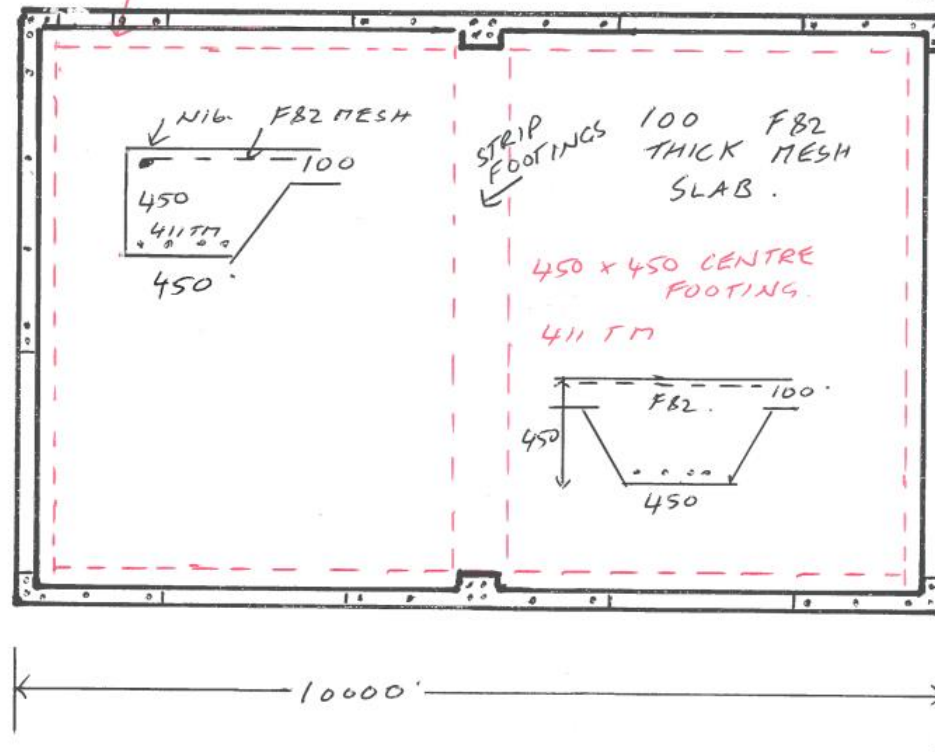 Nib. F82 MESH
100
450
411TM
450
STRIP
FOOTINGS
100 F82
THICK MESH
SLAB.
450 x 450 CENTRE
FOOTING.
411 TM
F82.
100
450
450
10000